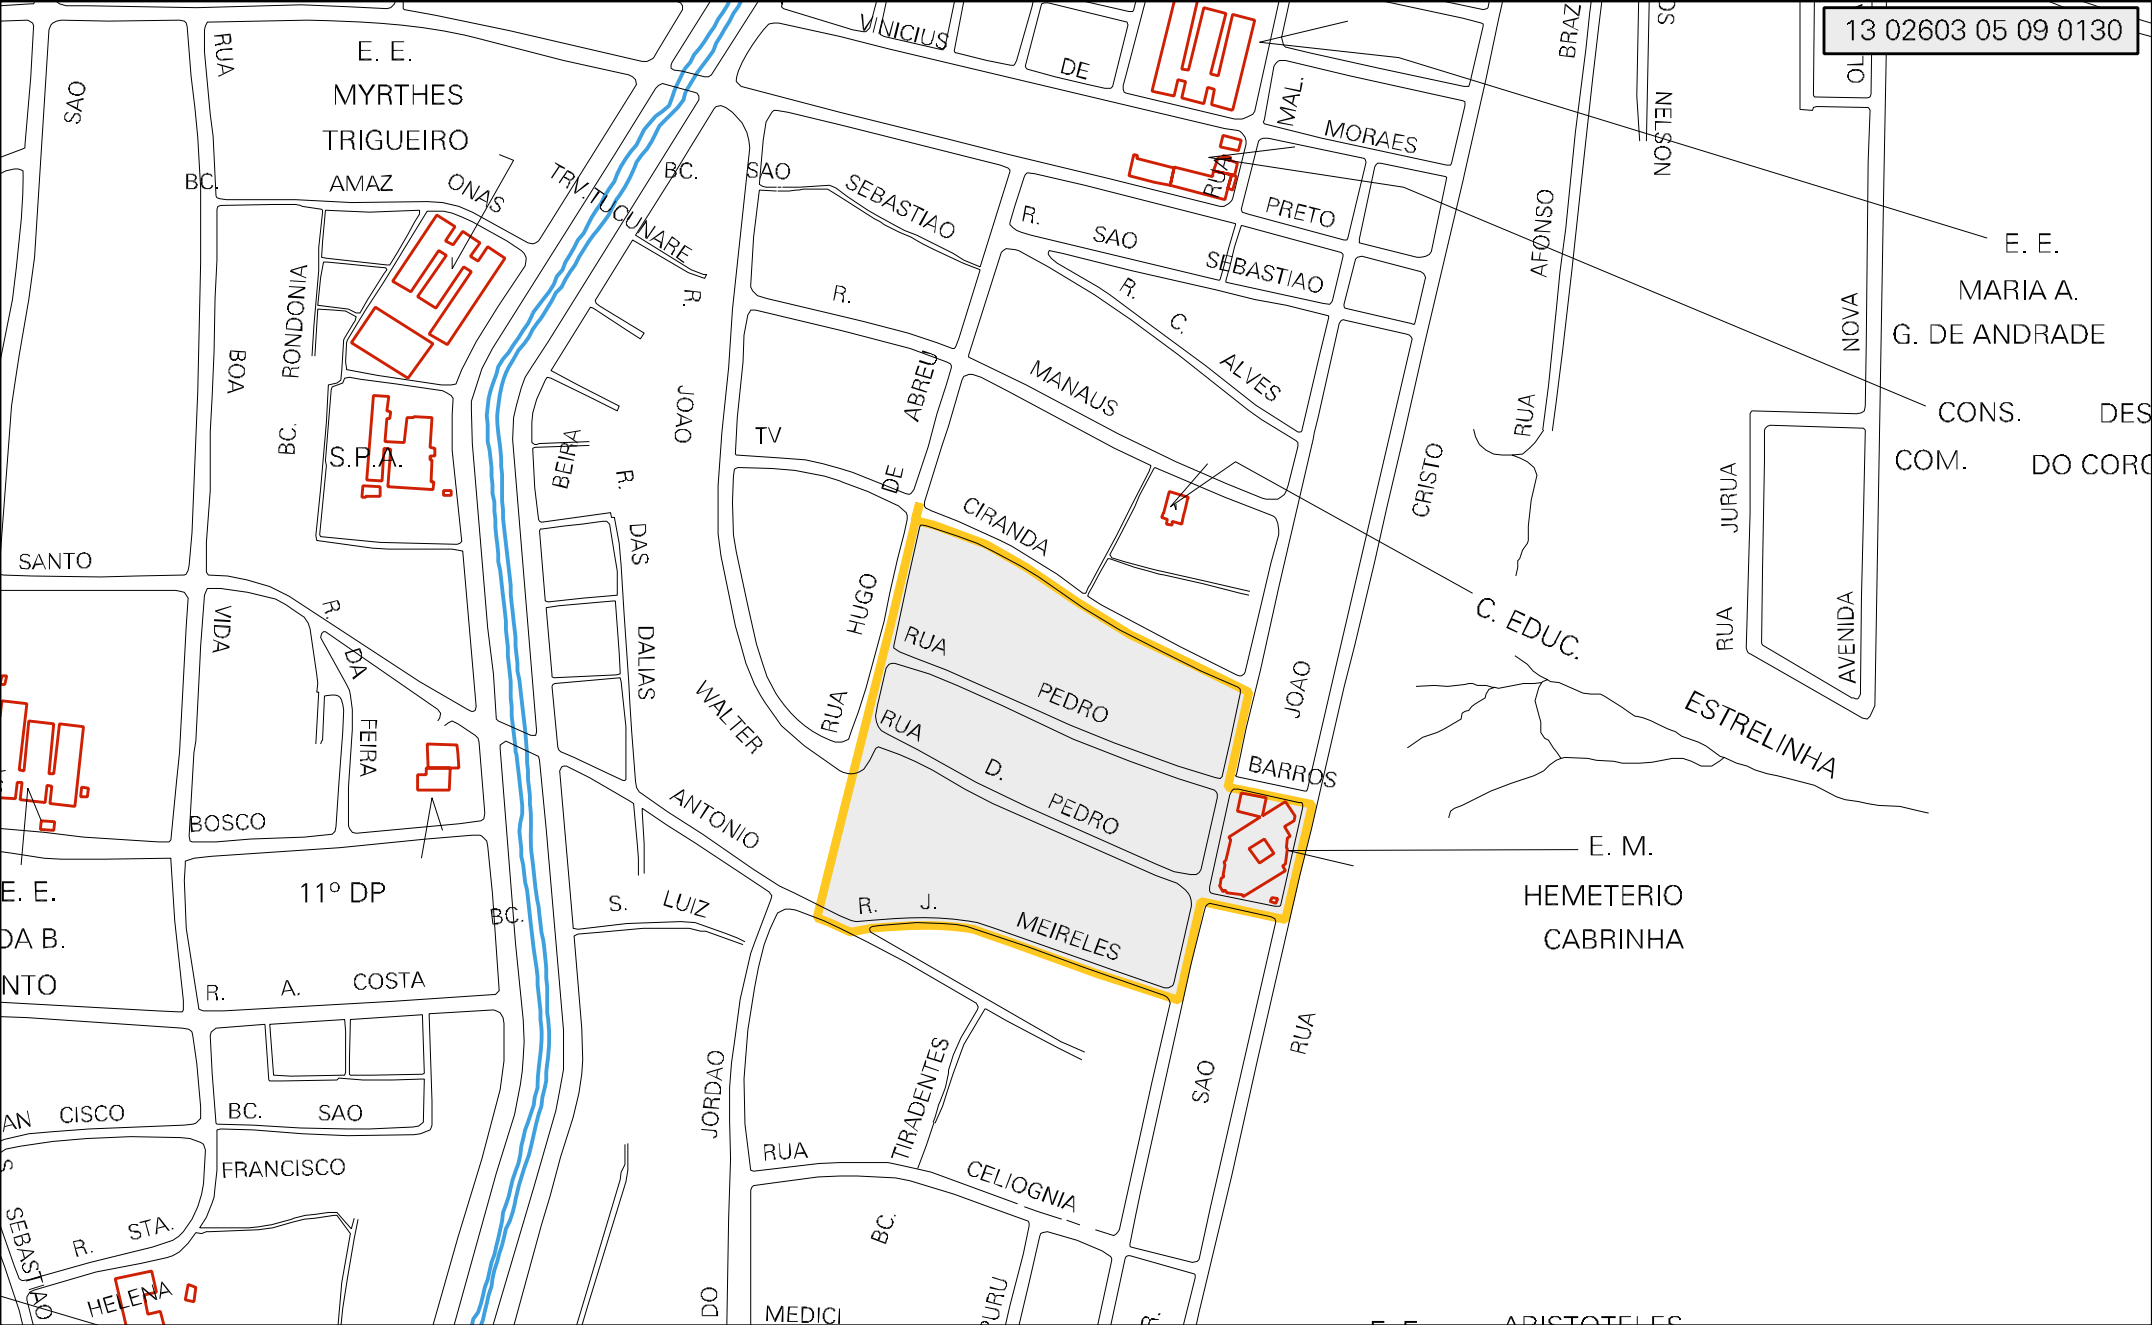 13 02603 05 09 0130
VINICIUS
DE
MORAES
MAL.
RUA
PRETO
RUA
SAO
E. E.
MYRTHES
TRIGUEIRO
BC.
AMAZ
ONAS
TRV. TUCUNARE
BC.
SAO
SEBASTIAO
R.
SAO
SEBASTIAO
R.
C.
ALVES
R.
MANAUS
BRAZ
AFONSO
RUA
NELSON
NOVA
AVENIDA
JURUA
RUA
E. E.
MARIA A.
G. DE ANDRADE
CONS.
DES
COM.
DO CORO
RONDONIA
BC.
BOA
VIDA
S.P.A.
R.
JOAO
BEIRA
R.
DAS
DALIAS
TV
ABREU
DE
HUGO
RUA
CIRANDA
CRISTO
JOAO
SAO
RUA
C. EDUC.
ESTRELINHA
SANTO
R.
DA
FEIRA
BOSCO
WALTER
ANTONIO
RUA
PEDRO
RUA
D.
PEDRO
BARROS
R.
J.
MEIRELES
E. M.
HEMETERIO
CABRINHA
E. E.
DA B.
NTO
11º DP
BC.
S.
LUIZ
R.
A.
COSTA
JORDAO
DO
TIRADENTES
RUA
CELIOGNIA
AN
CISCO
BC.
SAO
FRANCISCO
S
SEBASTIAO
R.
STA.
HELENA
BC.
MEDICI
PURU
R.
E. E.
ARISTOTELES